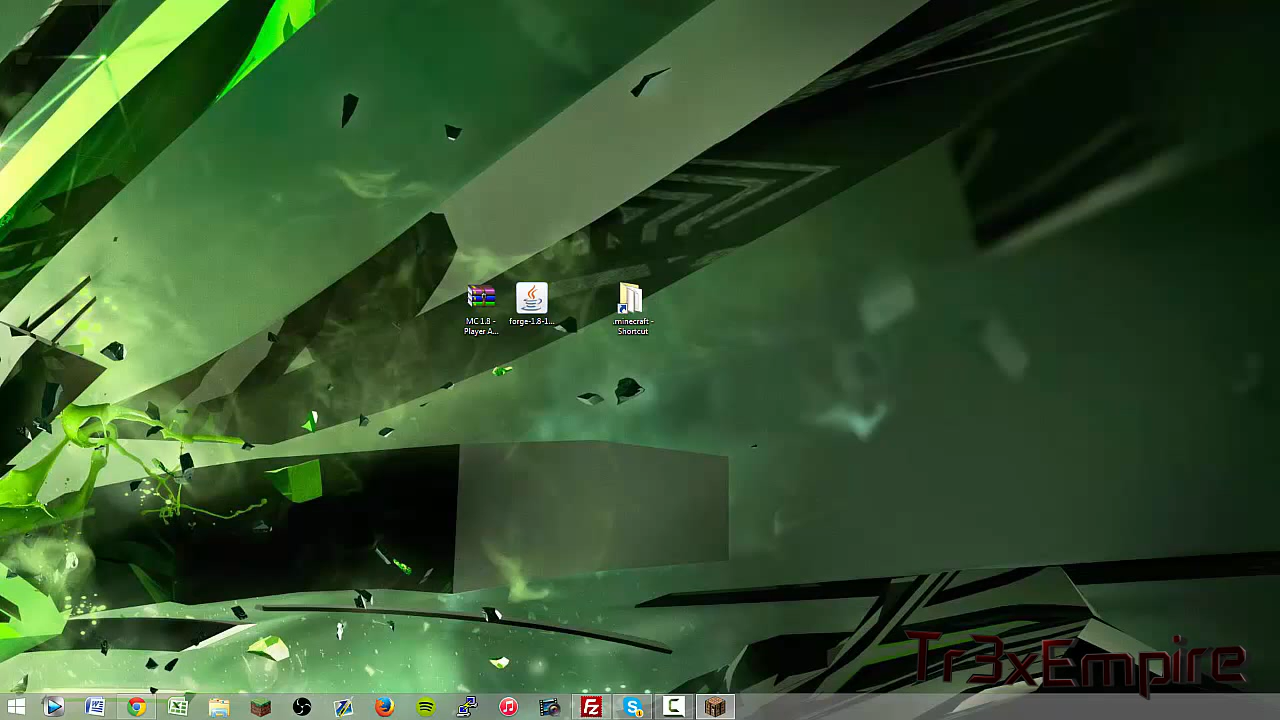 MC 1.8 -
Player A...
forge-1.8-1...
.minecraft -
Shortcut
Tr3xEmpire